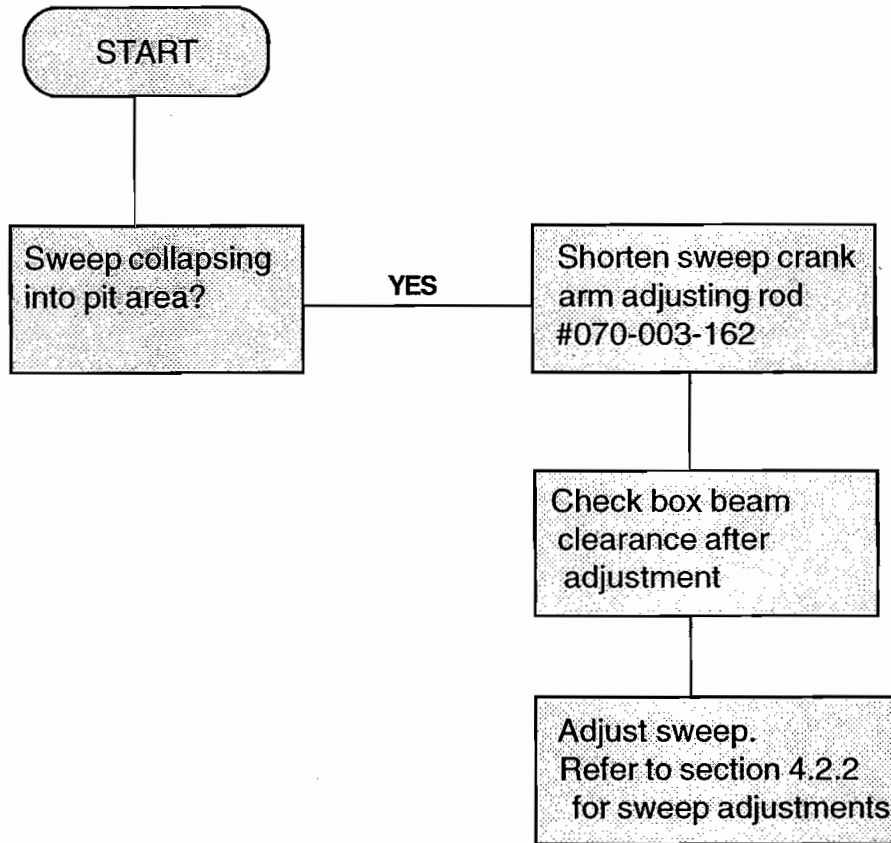 START
Sweep collapsing
into pit area?
YES
Shorten sweep crank
arm adjusting rod
#070-003-162
Check box beam
clearance after
adjustment
Adjust sweep.
Refer to section 4.2.2
for sweep adjustments